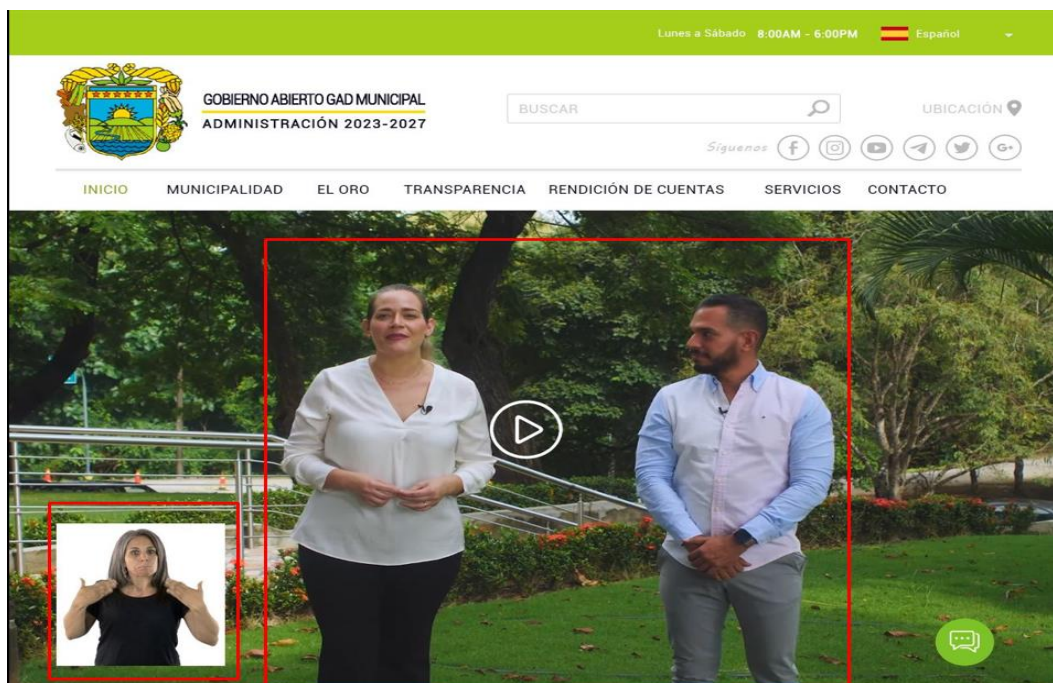 Lunes a Sábado 8:00AM - 6:00PM Español
GOBIERNO ABIERTO GAD MUNICIPAL
ADMINISTRACIÓN 2023-2027
BUSCAR
UBICACIÓN
Síguenos
INICIO MUNICIPALIDAD EL ORO TRANSPARENCIA RENDICIÓN DE CUENTAS SERVICIOS CONTACTO